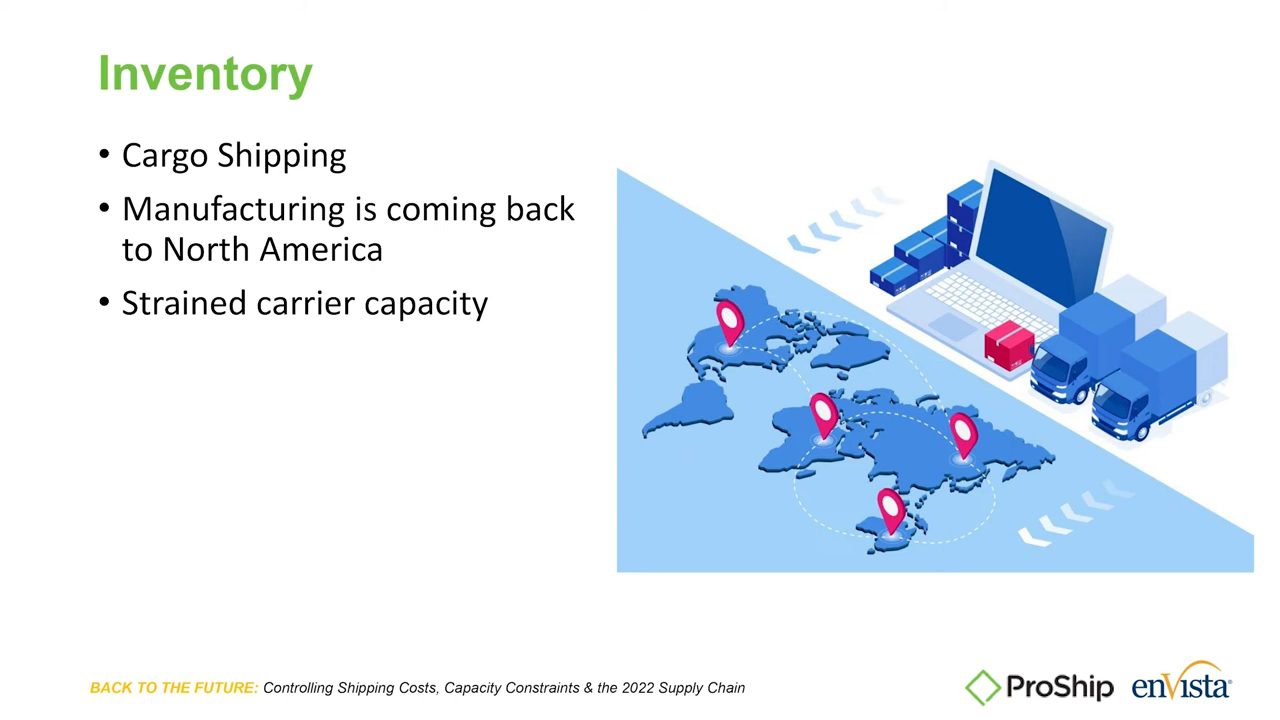 Inventory
• Cargo Shipping
• Manufacturing is coming back
to North America
• Strained carrier capacity
BACK TO THE FUTURE: Controlling Shipping Costs, Capacity Constraints & the 2022 Supply Chain
ProShip
enVista®